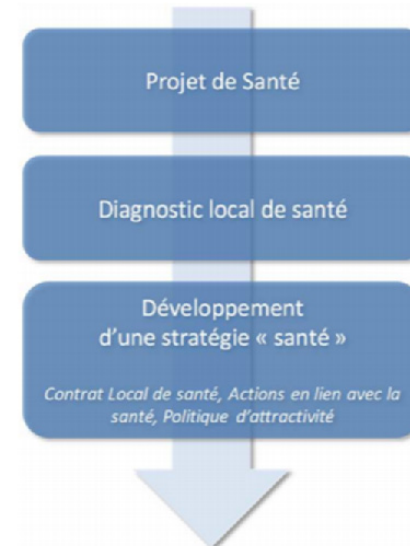 Projet de Santé
Diagnostic local de santé
Développement
d'une stratégie « santé »
Contrat Local de santé, Actions en lien avec la
santé, Politique d'attractivité